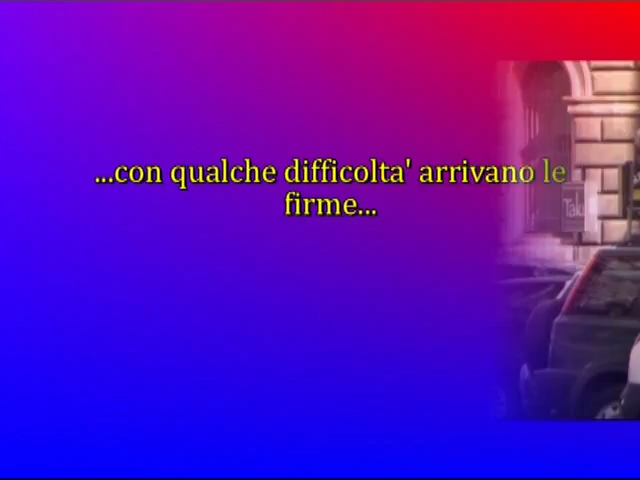 ...con qualche difficolta' arrivano le
firme...